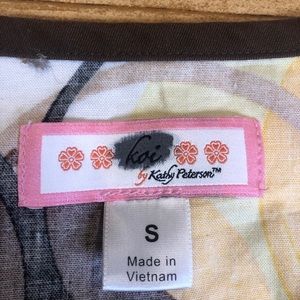 koi
by Kathy Peterson™
S
Made in
Vietnam